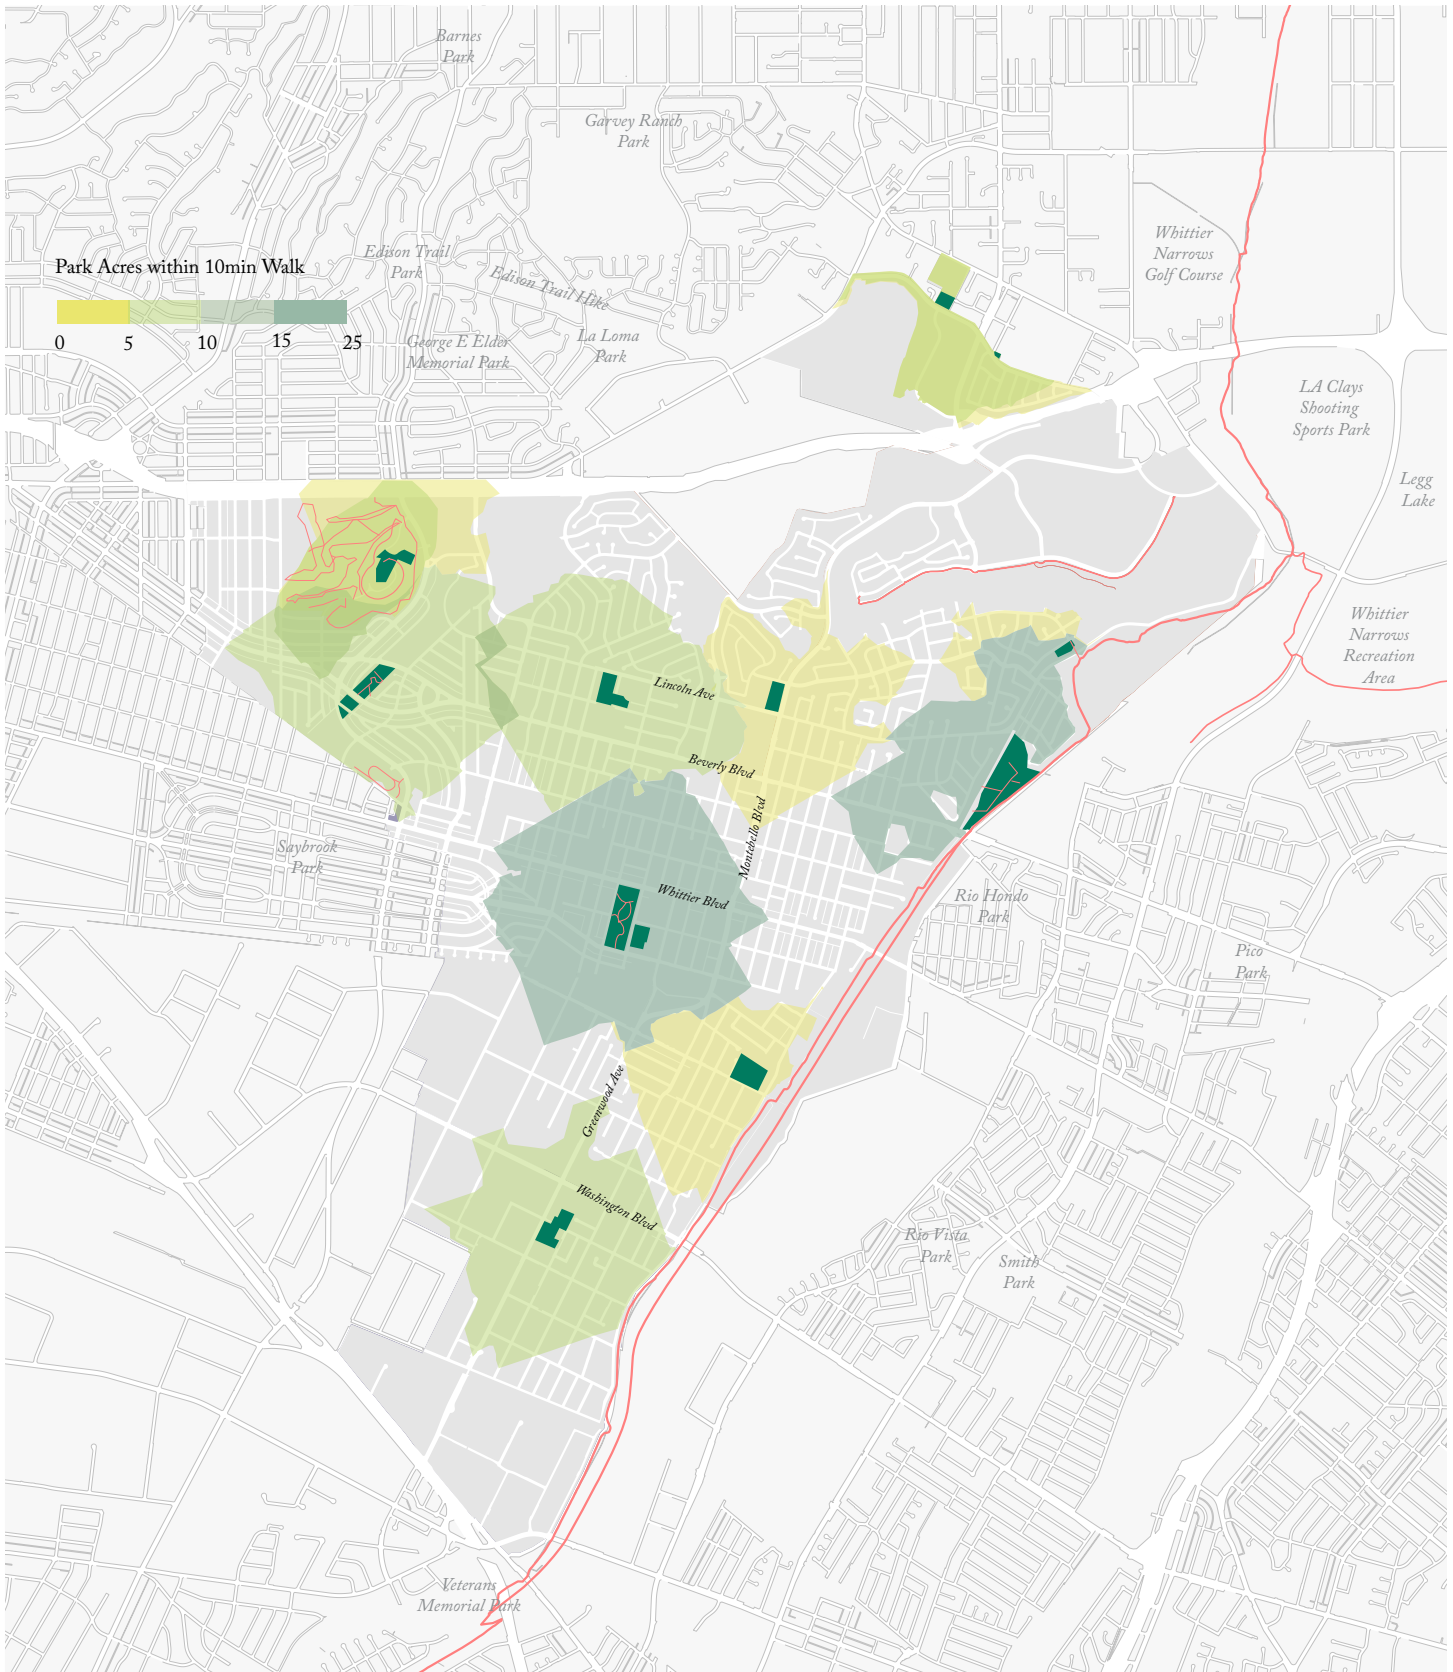 Barnes
Park
Garvey Ranch
Park
Whittier
Narrows
Golf Course
Edison Trail
Park
Park Acres within 10min Walk
Edison Trail Hike
0 5 10 15 25
George E Elder
Memorial Park
La Loma
Park
LA Clays
Shooting
Sports Park
Legg
Lake
Whittier
Narrows
Recreation
Area
Lincoln Ave
Beverly Blvd
Montebello Blvd
Saybrook
Park
Whittier Blvd
Rio Hondo
Park
Pico
Park
Greenwood Ave
Washington Blvd
Rio Vista
Park
Smith
Park
Veterans
Memorial Park